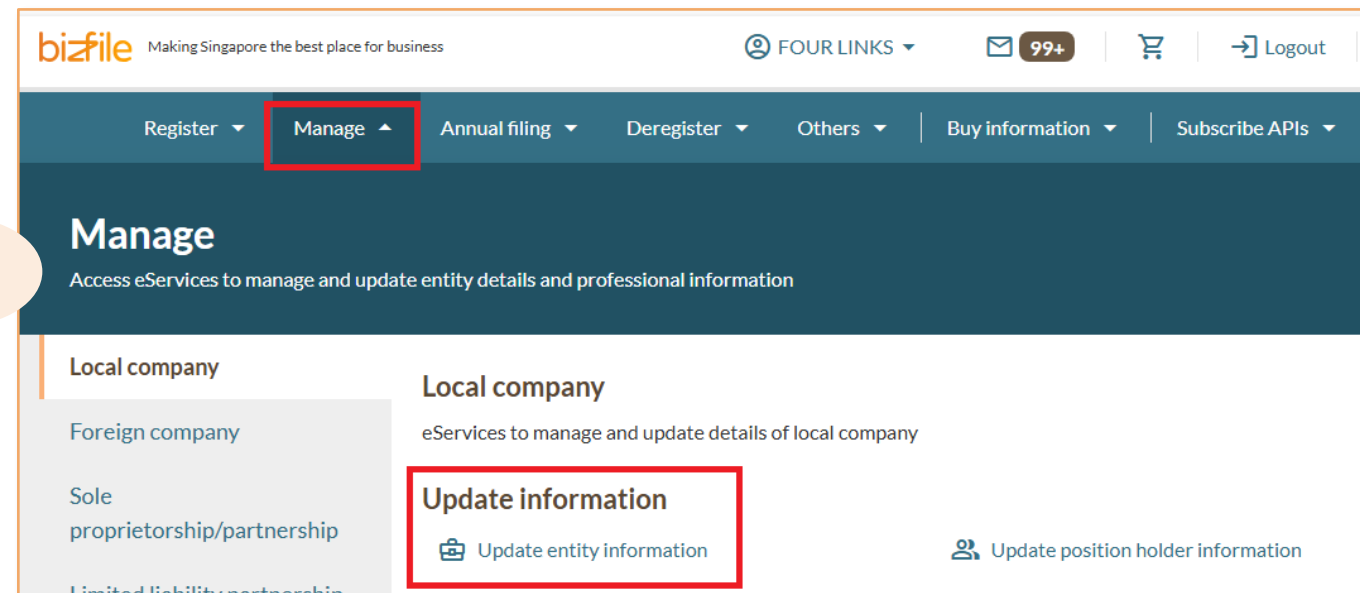 bizfile Making Singapore the best place for business
FOUR LINKS
99+
Logout
Register
Manage
Annual filing
Deregister
Others
Buy information
Subscribe APIs
Manage
Access eServices to manage and update entity details and professional information
Local company
Foreign company
Sole
proprietorship/partnership
Limited liability partnership
Local company
eServices to manage and update details of local company
Update information
Update entity information
Update position holder information